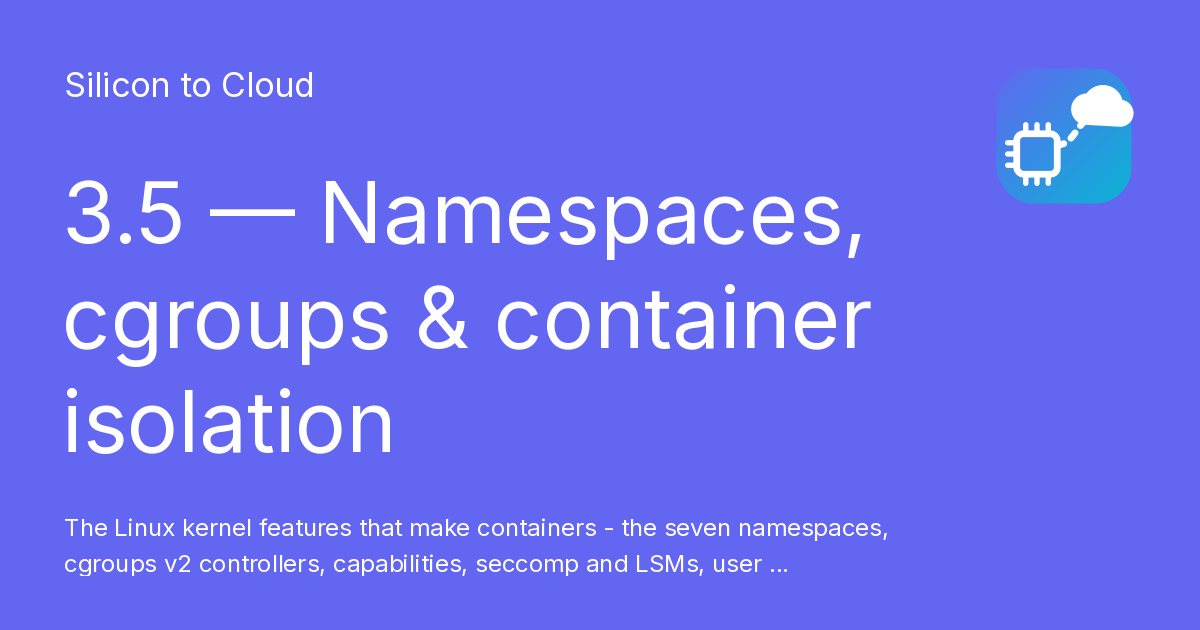 Silicon to Cloud
3.5 — Namespaces,
cgroups & container
isolation
The Linux kernel features that make containers - the seven namespaces,
cgroups v2 controllers, capabilities, seccomp and LSMs, user ...